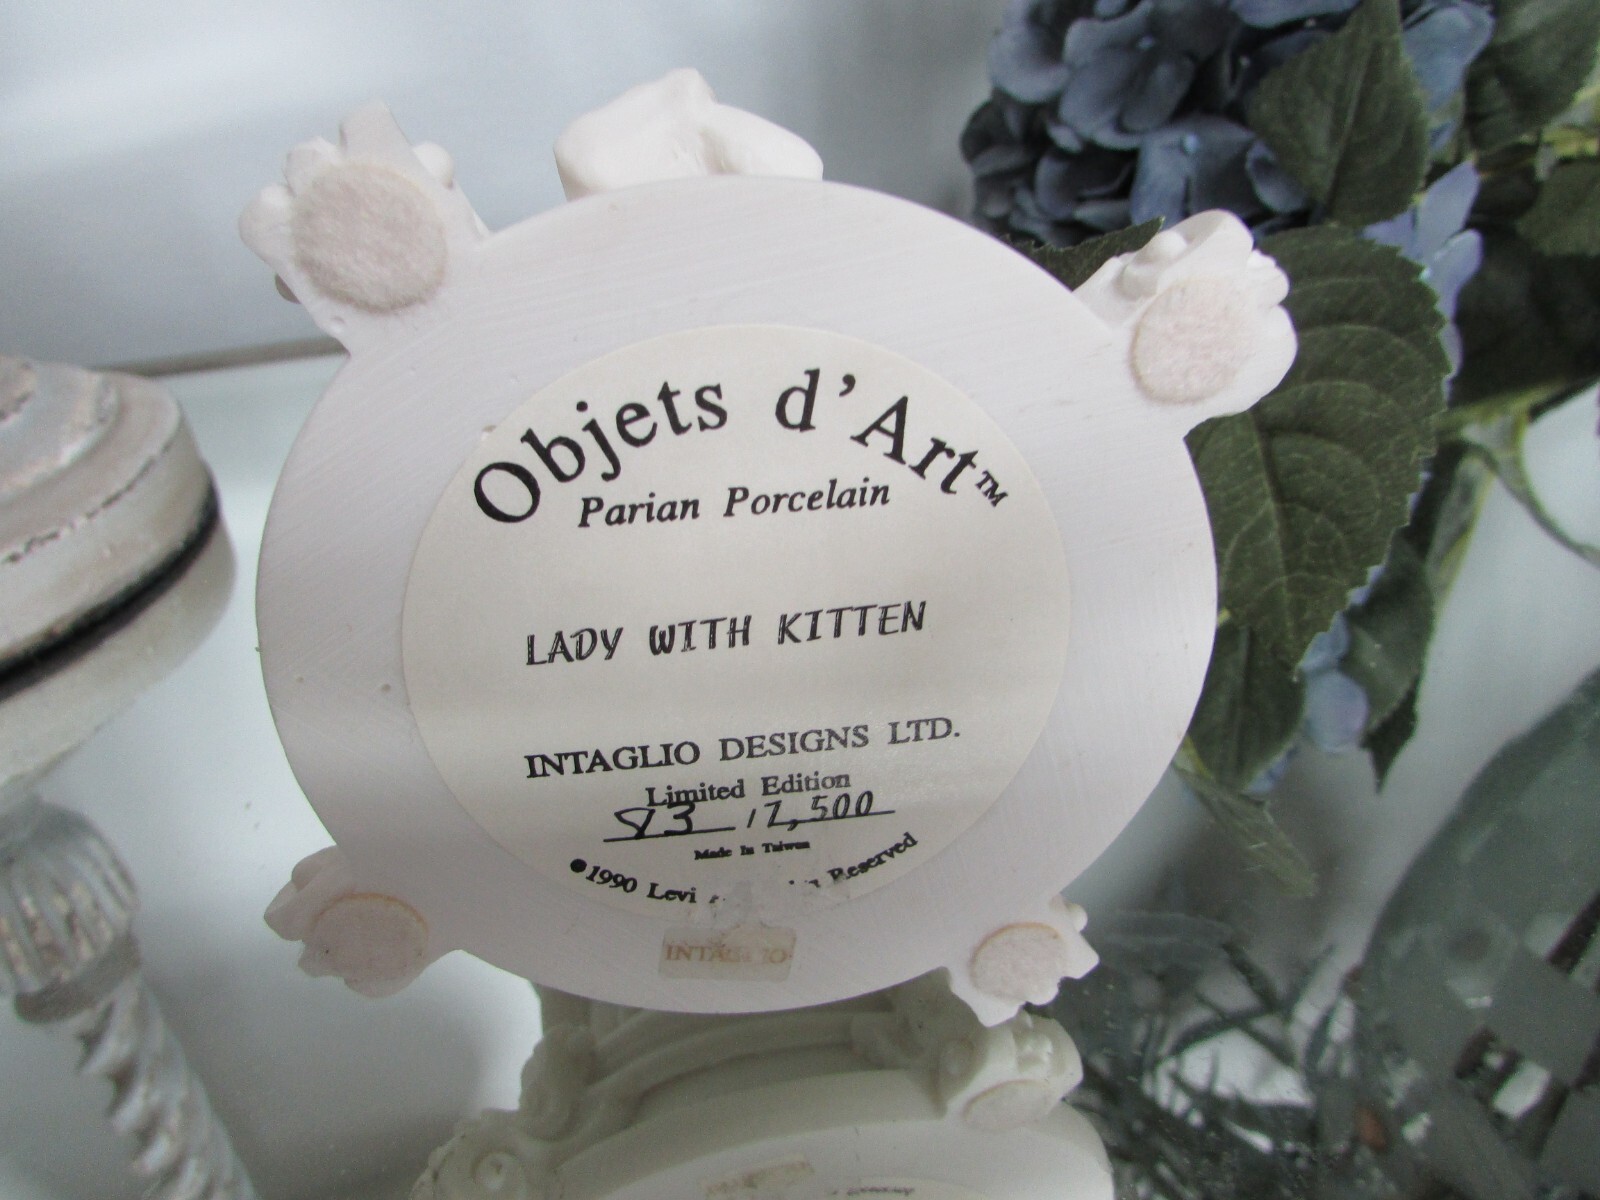 Objets d'Art™
Parian Porcelain
LADY WITH KITTEN
INTAGLIO DESIGNS LTD.
Limited Edition
83 / 7,500
Made In Taiwan
©1990 Levi Reserved
INTAGLIO